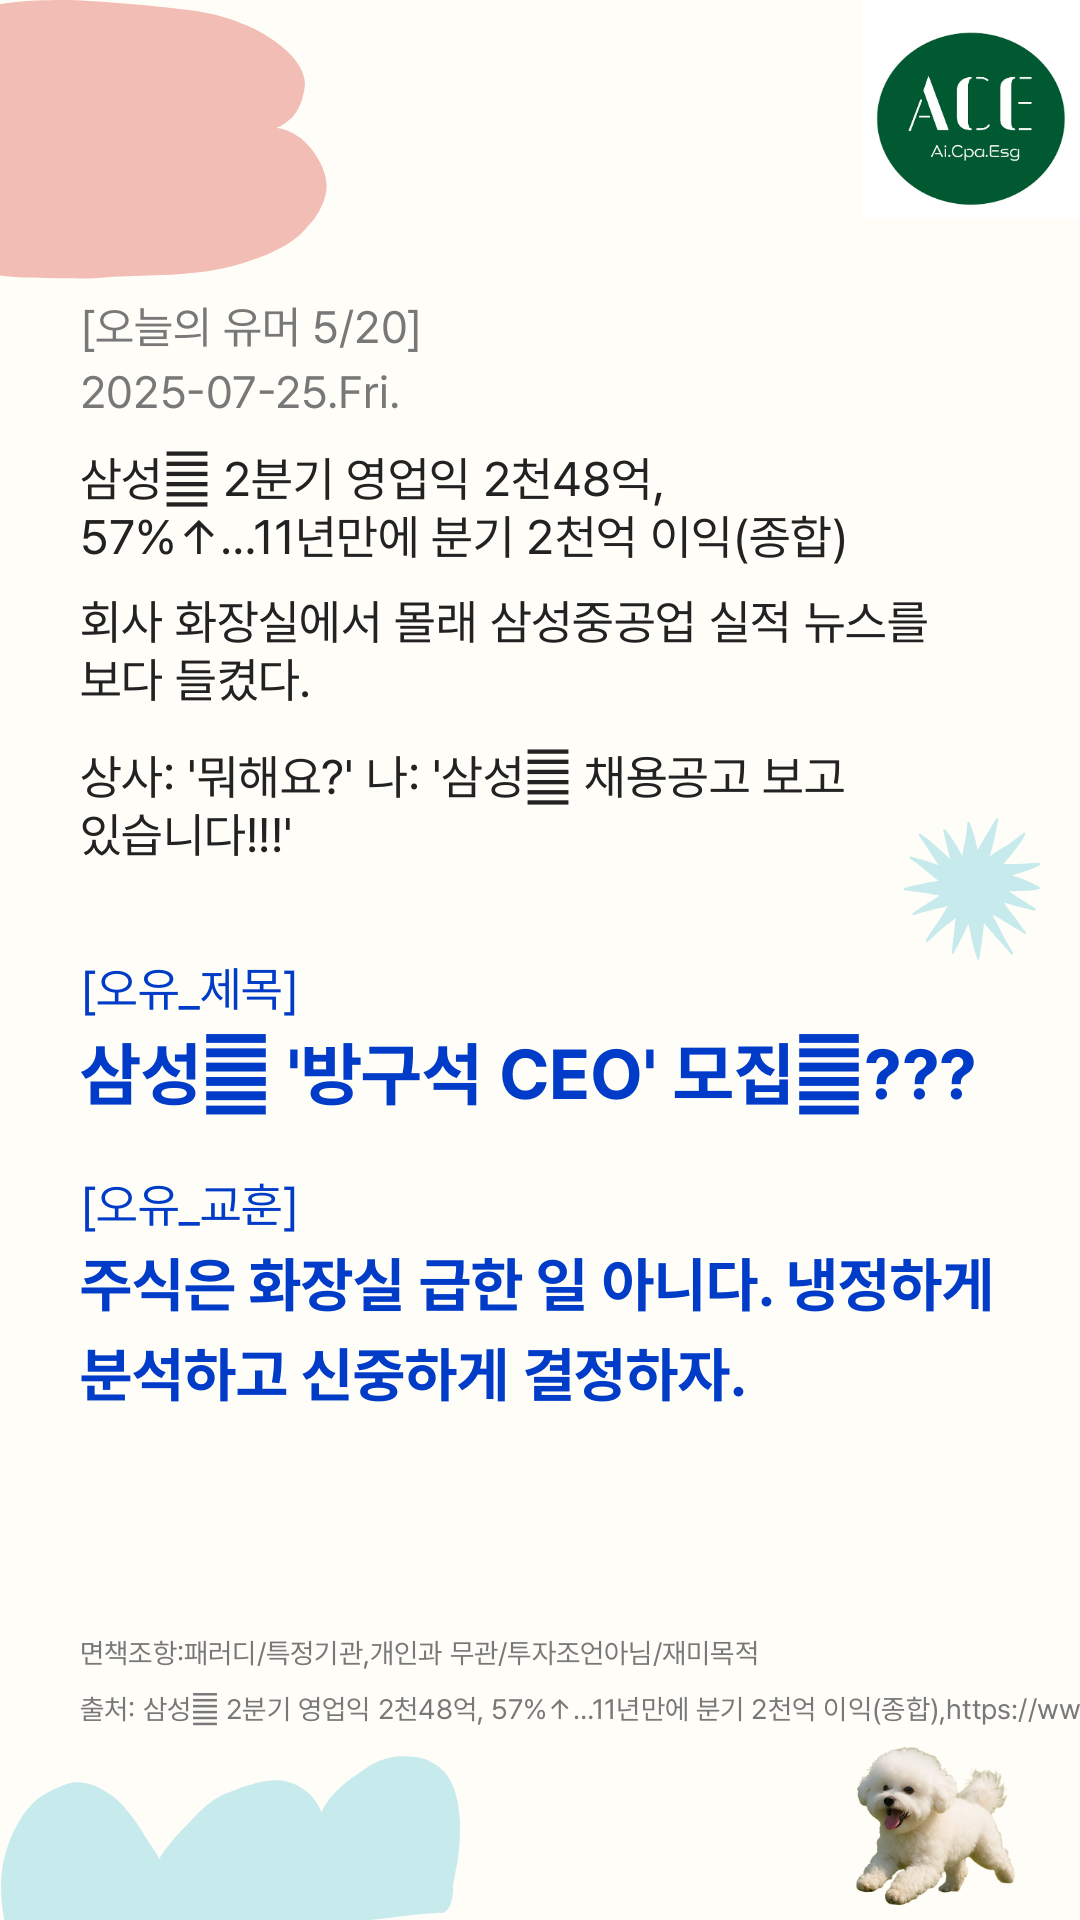 ACE
Ai.Cpa.Esg
[오늘의 유머 5/20]
2025-07-25.Fri.
삼성䷀ 2분기 영업익 2천48억,
57%↑...11년만에 분기 2천억 이익(종합)
회사 화장실에서 몰래 삼성중공업 실적 뉴스를
보다 들켰다.
상사: '뭐해요?' 나: '삼성䷀ 채용공고 보고
있습니다!!!'
[오유_제목]
삼성䷀ '방구석 CEO' 모집䷀???
[오유_교훈]
주식은 화장실 급한 일 아니다. 냉정하게
분석하고 신중하게 결정하자.
면책조항:패러디/특정기관,개인과 무관/투자조언아님/재미목적
출처: 삼성䷀ 2분기 영업익 2천48억, 57%↑...11년만에 분기 2천억 이익(종합),https://ww